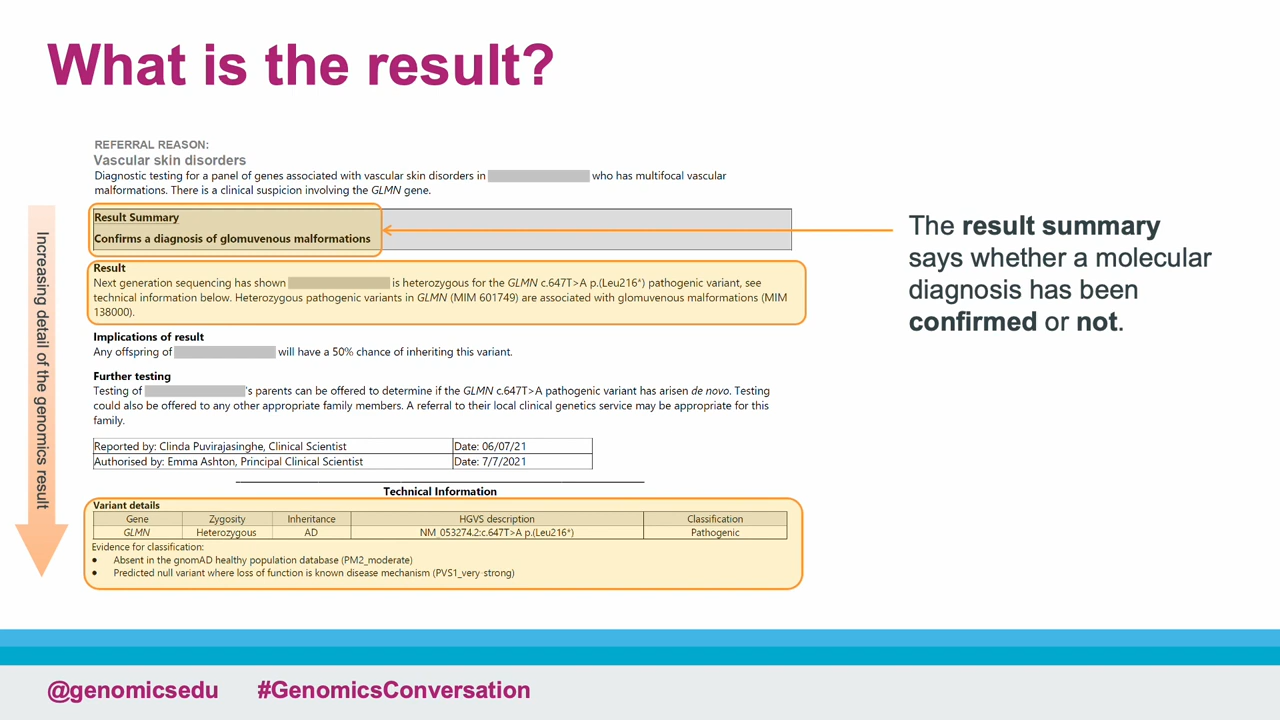 What is the result?
REFERRAL REASON:
Vascular skin disorders
Diagnostic testing for a panel of genes associated with vascular skin disorders in who has multifocal vascular
malformations. There is a clinical suspicion involving the GLMN gene.
Result Summary
Confirms a diagnosis of glomuvenous malformations
Result
Next generation sequencing has shown is heterozygous for the GLMN c.647T>A p.(Leu216*) pathogenic variant, see
technical information below. Heterozygous pathogenic variants in GLMN (MIM 601749) are associated with glomuvenous malformations (MIM
138000).
Implications of result
Any offspring of will have a 50% chance of inheriting this variant.
Further testing
Testing of 's parents can be offered to determine if the GLMN c.647T>A pathogenic variant has arisen de novo. Testing
could also be offered to any other appropriate family members. A referral to their local clinical genetics service may be appropriate for this
family.
Reported by: Clinda Puvirajasinghe, Clinical Scientist Date: 06/07/21
Authorised by: Emma Ashton, Principal Clinical Scientist Date: 7/7/2021
Technical Information
Variant details
Gene Zygosity Inheritance HGVS description Classification
GLMN Heterozygous AD NM_053274.2:c.647T>A p.(Leu216*) Pathogenic
Evidence for classification:
• Absent in the gnomAD healthy population database (PM2_moderate)
• Predicted null variant where loss of function is known disease mechanism (PVS1_very strong)
Increasing detail of the genomics result
The result summary
says whether a molecular
diagnosis has been
confirmed or not.
@genomicsedu #GenomicsConversation